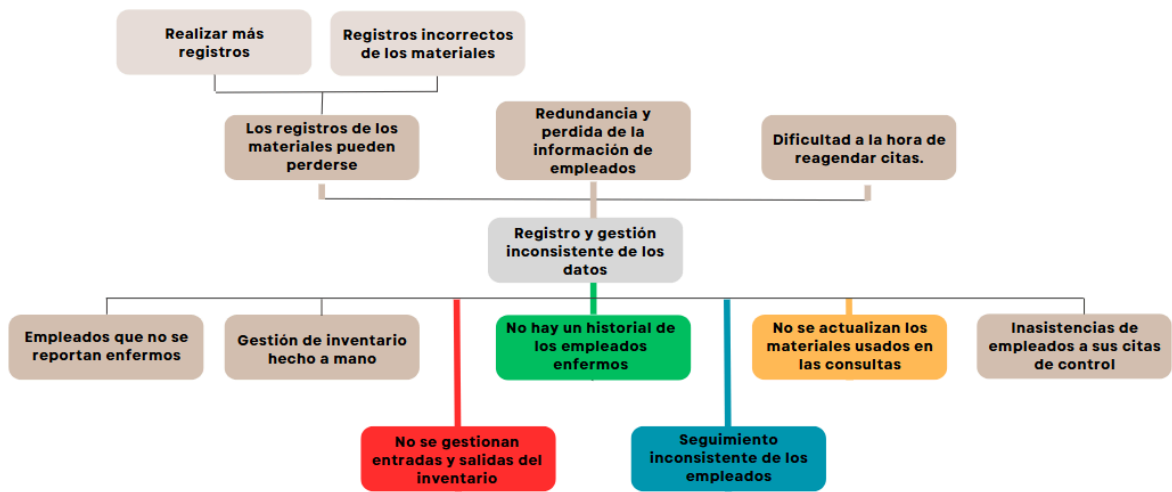 Realizar más
registros
Registros incorrectos
de los materiales
Los registros de los
materiales pueden
perderse
Redundancia y
perdida de la
información de
empleados
Dificultad a la hora de
reagendar citas.
Registro y gestión
inconsistente de los
datos
Empleados que no se
reportan enfermos
Gestión de inventario
hecho a mano
No hay un historial de
los empleados
enfermos
No se actualizan los
materiales usados en
las consultas
Inasistencias de
empleados a sus citas
de control
No se gestionan
entradas y salidas del
inventario
Seguimiento
inconsistente de los
empleados